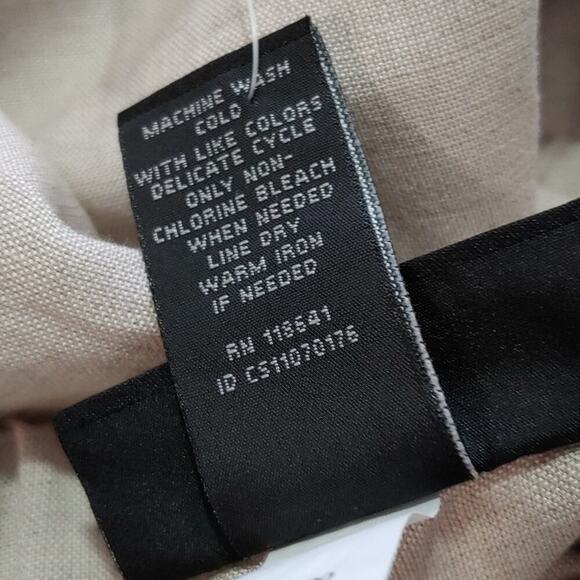 MACHINE WASH
COLD
WITH LIKE COLORS
DELICATE CYCLE
ONLY NON-
CHLORINE BLEACH
WHEN NEEDED
LINE DRY
WARM IRON
IF NEEDED
RN 118641
ID CS11070176